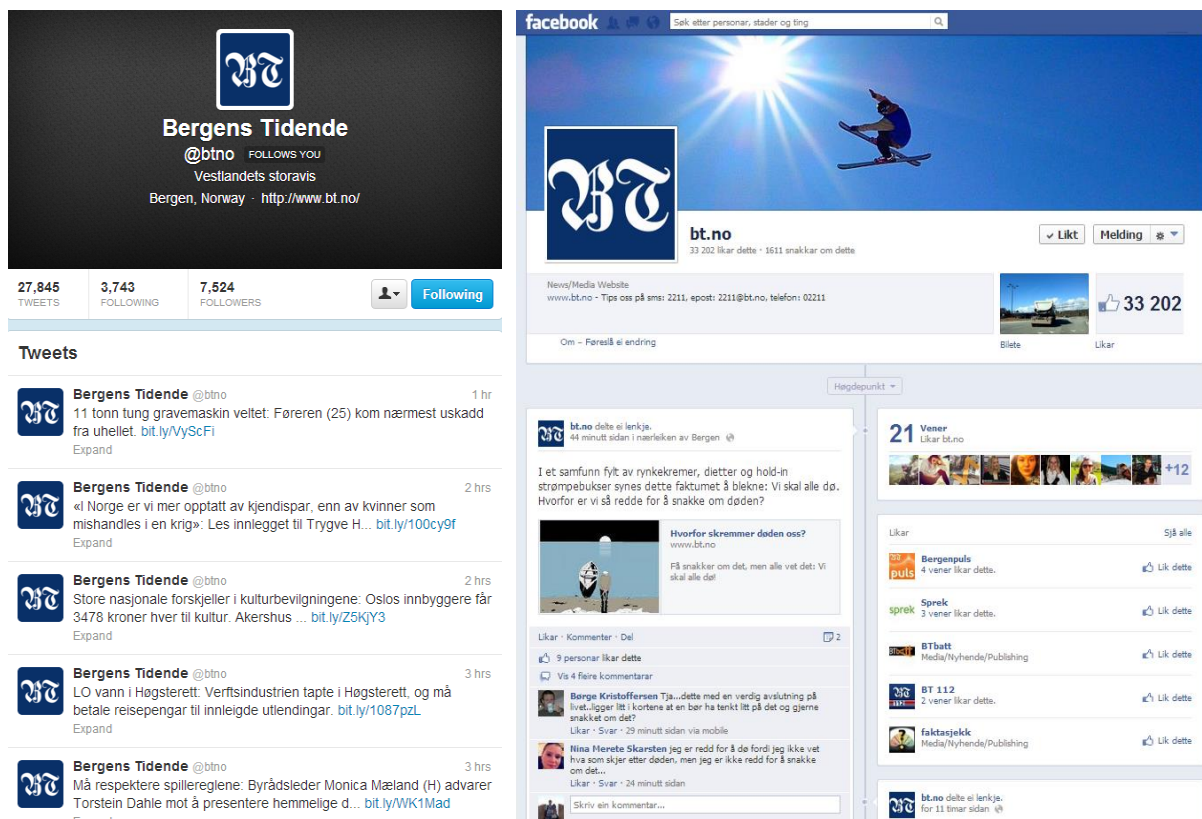 BT
Bergens Tidende
@btno FOLLOWS YOU
Vestlandets storavis
Bergen, Norway · http://www.bt.no/
27,845
TWEETS
3,743
FOLLOWING
7,524
FOLLOWERS
Following
Tweets
BT
Bergens Tidende @btno 1 hr
11 tonn tung gravemaskin veltet: Føreren (25) kom nærmest uskadd
fra uhellet. bit.ly/VyScFi
Expand
BT
Bergens Tidende @btno 2 hrs
«I Norge er vi mer opptatt av kjendispar, enn av kvinner som
mishandles i en krig»: Les innlegget til Trygve H... bit.ly/100cy9f
Expand
BT
Bergens Tidende @btno 2 hrs
Store nasjonale forskjeller i kulturbevilgningene: Oslos innbyggere får
3478 kroner hver til kultur. Akershus ... bit.ly/Z5KjY3
Expand
BT
Bergens Tidende @btno 3 hrs
LO vann i Høgsterett: Verftsindustrien tapte i Høgsterett, og må
betale reisepengar til innleigde utlendingar. bit.ly/1087pzL
Expand
BT
Bergens Tidende @btno 3 hrs
Må respektere spillereglene: Byrådsleder Monica Mæland (H) advarer
Torstein Dahle mot å presentere hemmelige d... bit.ly/WK1Mad
facebook
Søk etter personar, stader og ting
BT
bt.no
33 202 likar dette · 1611 snakkar om dette
Likt
Melding
News/Media Website
www.bt.no - Tips oss på sms: 2211, epost: 2211@bt.no, telefon: 02211
Om – Føreslå ei endring
Bilete
33 202
Likar
Høgdepunkt
BT
bt.no delte ei lenkje.
44 minutt sidan i nærleiken av Bergen
I et samfunn fylt av rynkekremer, dietter og hold-in
strømpebukser synes dette faktumet å blekne: Vi skal alle dø.
Hvorfor er vi så redde for å snakke om døden?
Hvorfor skremmer døden oss?
www.bt.no
Få snakker om det, men alle vet det: Vi
skal alle dø!
Likar · Kommenter · Del 2
9 personar likar dette
Vis 4 fleire kommentarar
Børge Kristoffersen Tja...dette med en verdig avslutning på
livet..ligger litt i kortene at en bør ha tenkt litt på det og gjerne
snakket om det?
Likar · Svar · 29 minutt sidan via mobile
Nina Merete Skarsten jeg er redd for å dø fordi jeg ikke vet
hva som skjer etter døden, men jeg er ikke redd for å snakke
om det...
Likar · Svar · 24 minutt sidan
Skriv ein kommentar...
21 Vener
Likar bt.no
+12
Likar Sjå alle
puls
Bergenpuls
4 vener likar dette.
Lik dette
sprek
Sprek
3 vener likar dette.
Lik dette
BTbatt
BTbatt
Media/Nyhende/Publishing
Lik dette
BT
112
BT 112
2 vener likar dette.
Lik dette
faktasjekk
Media/Nyhende/Publishing
Lik dette
BT
bt.no delte ei lenkje.
for 11 timar sidan